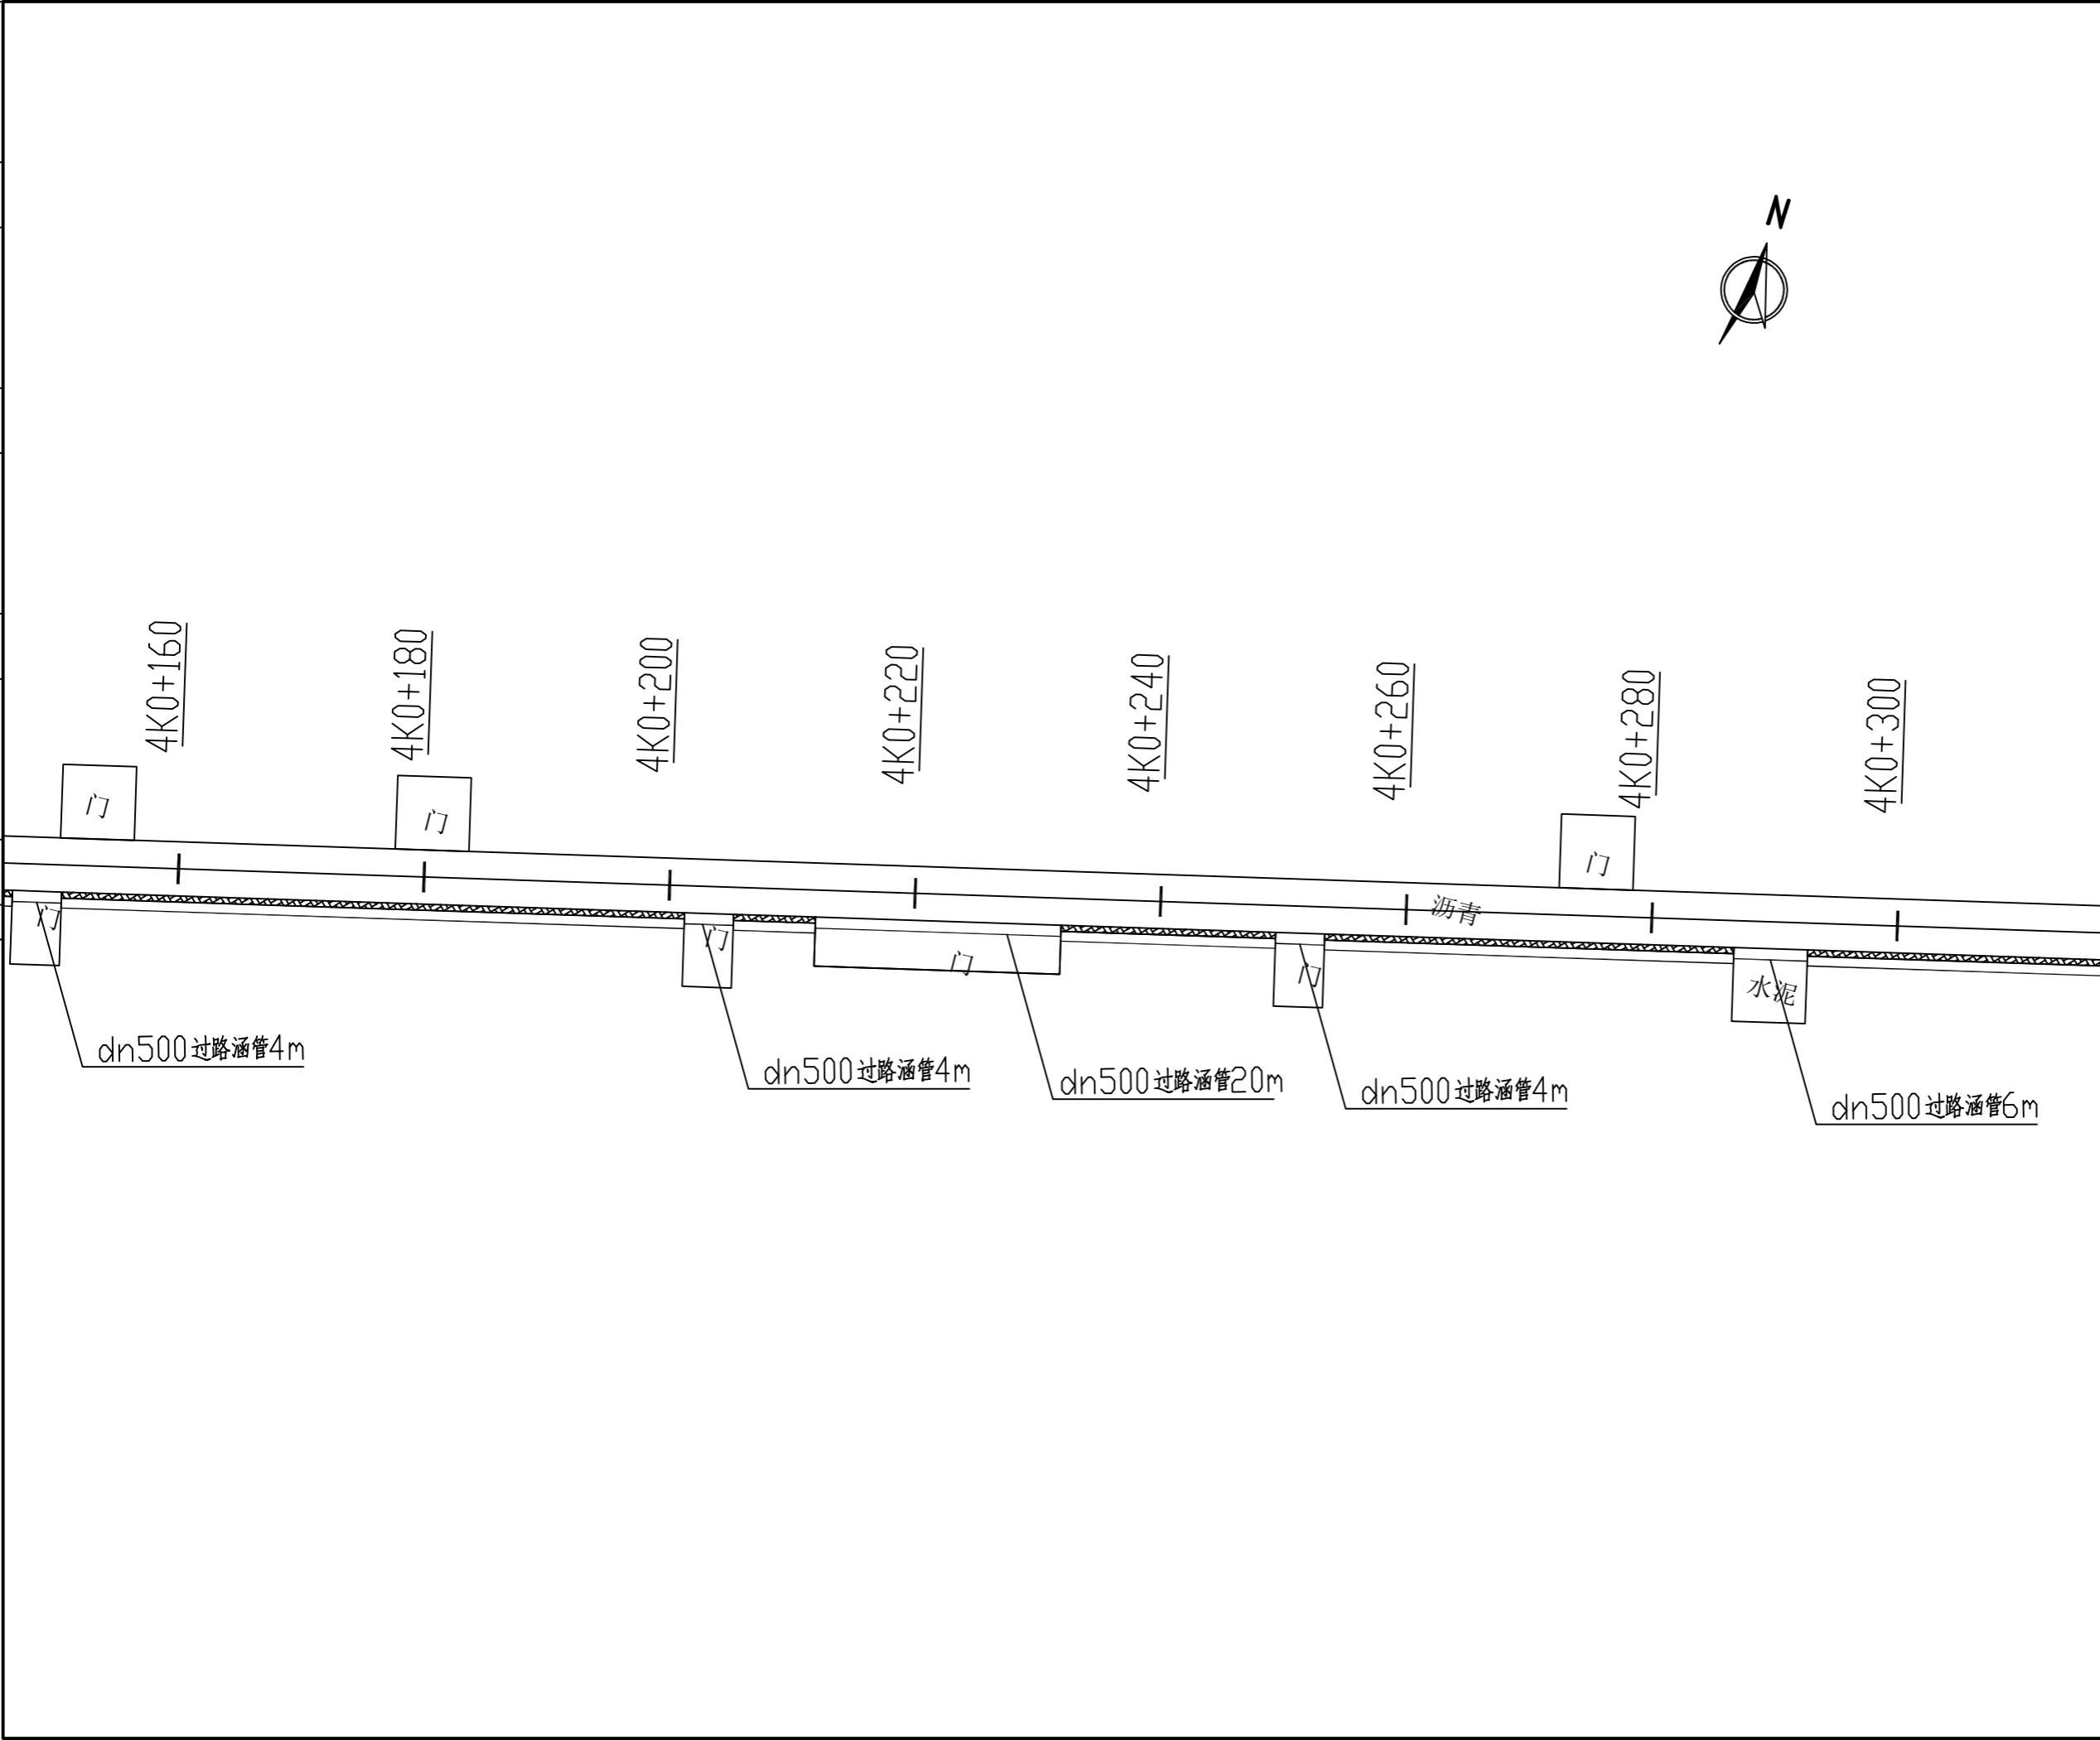 N
4K0+160
4K0+180
4K0+200
4K0+220
4K0+240
4K0+260
4K0+280
4K0+300
门
门
门
沥青
门
门
门
门
水泥
dn500过路涵管4m
dn500过路涵管4m
dn500过路涵管20m
dn500过路涵管4m
dn500过路涵管6m